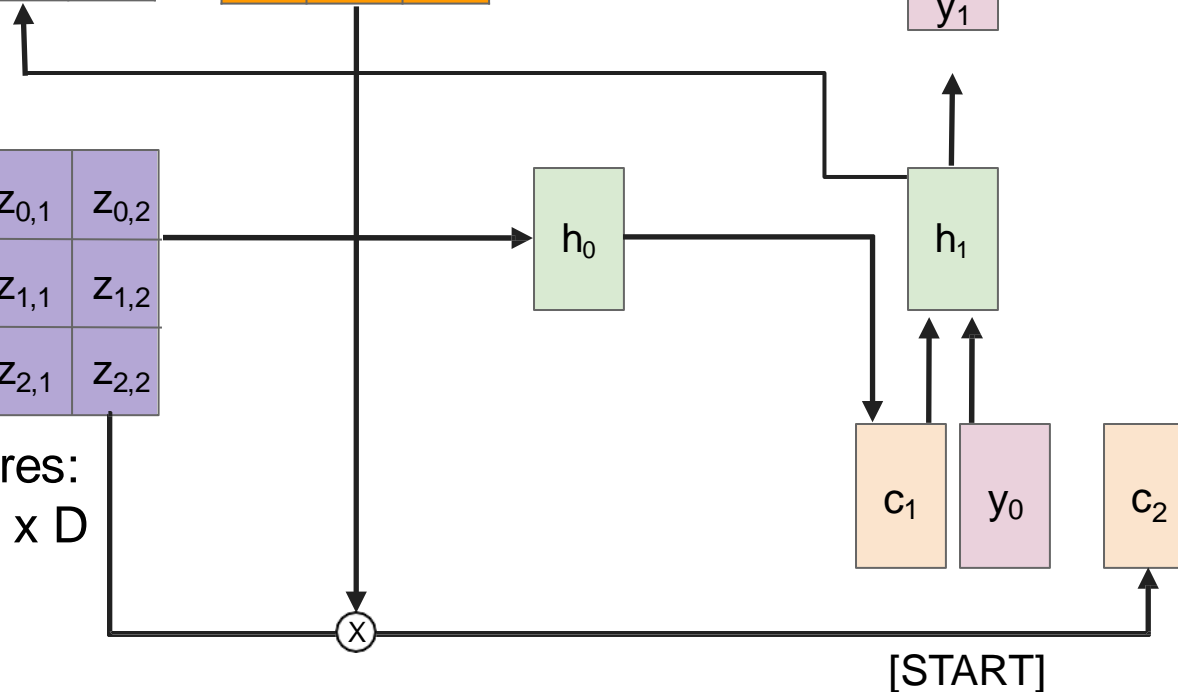 y₁
z₀,₁ z₀,₂
h₀
h₁
z₁,₁ z₁,₂
z₂,₁ z₂,₂
res:
x D
c₁
y₀
c₂
X
[START]